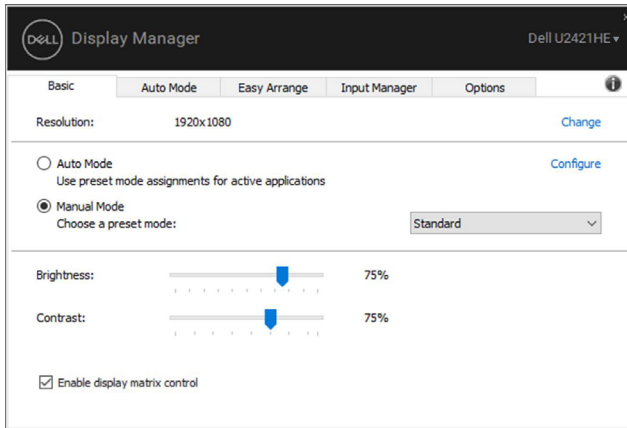 DELL Display Manager Dell U2421HE
Basic Auto Mode Easy Arrange Input Manager Options
Resolution: 1920x1080 Change
Auto Mode Configure
Use preset mode assignments for active applications
Manual Mode
Choose a preset mode: Standard
Brightness: 75%
Contrast: 75%
Enable display matrix control